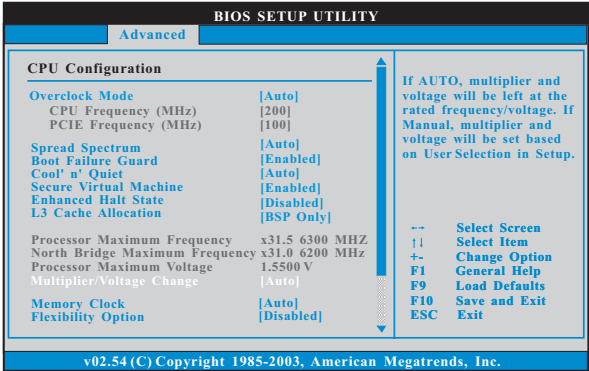 BIOS SETUP UTILITY
Advanced
CPU Configuration
Overclock Mode [Auto]
CPU Frequency (MHz) [200]
PCIE Frequency (MHz) [100]
Spread Spectrum [Auto]
Boot Failure Guard [Enabled]
Cool' n' Quiet [Auto]
Secure Virtual Machine [Enabled]
Enhanced Halt State [Disabled]
L3 Cache Allocation [BSP Only]
Processor Maximum Frequency x31.5 6300 MHZ
North Bridge Maximum Frequency x31.0 6200 MHz
Processor Maximum Voltage 1.5500 V
Multiplier/Voltage Change [Auto]
Memory Clock [Auto]
Flexibility Option [Disabled]
If AUTO, multiplier and
voltage will be left at the
rated frequency/voltage. If
Manual, multiplier and
voltage will be set based
on User Selection in Setup.
↔ Select Screen
↑↓ Select Item
+- Change Option
F1 General Help
F9 Load Defaults
F10 Save and Exit
ESC Exit
v02.54 (C) Copyright 1985-2003, American Megatrends, Inc.